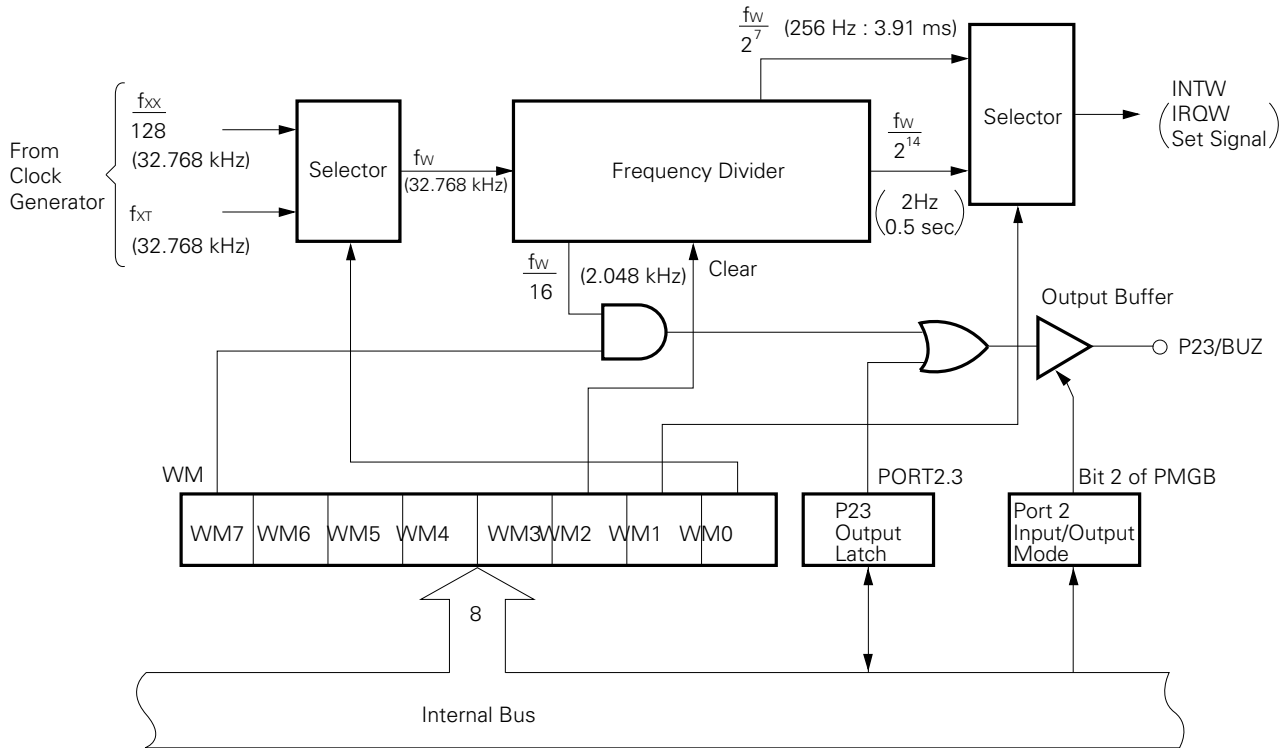 fW
2^7 (256 Hz : 3.91 ms)
fXX
128
(32.768 kHz)
From
Clock
Generator
fXT
(32.768 kHz)
Selector
fW
(32.768 kHz)
Frequency Divider
fW
2^14
2Hz
0.5 sec
Selector
INTW
IRQW
Set Signal
fW
16
(2.048 kHz)
Clear
Output Buffer
P23/BUZ
WM
PORT2.3
Bit 2 of PMGB
WM7 WM6 WM5 WM4 WM3 WM2 WM1 WM0
P23
Output
Latch
Port 2
Input/Output
Mode
8
Internal Bus